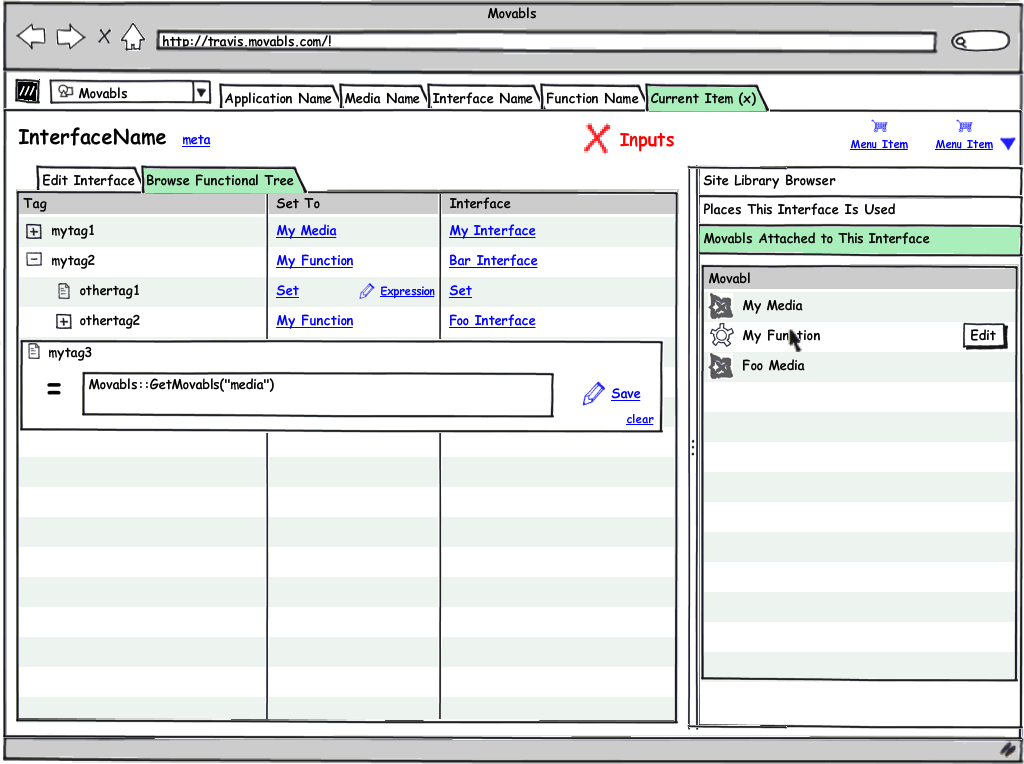 Movabls
http://travis.movabls.com/!
Movabls
Application Name
Media Name
Interface Name
Function Name
Current Item (x)
InterfaceName meta
Inputs
Menu Item
Menu Item
Edit Interface
Browse Functional Tree
Tag Set To Interface
mytag1 My Media My Interface
mytag2 My Function Bar Interface
othertag1 Set Expression Set
othertag2 My Function Foo Interface
mytag3
= Movabls::GetMovabls("media") Save
clear
Site Library Browser
Places This Interface Is Used
Movabls Attached to This Interface
Movabl
My Media
My Function Edit
Foo Media